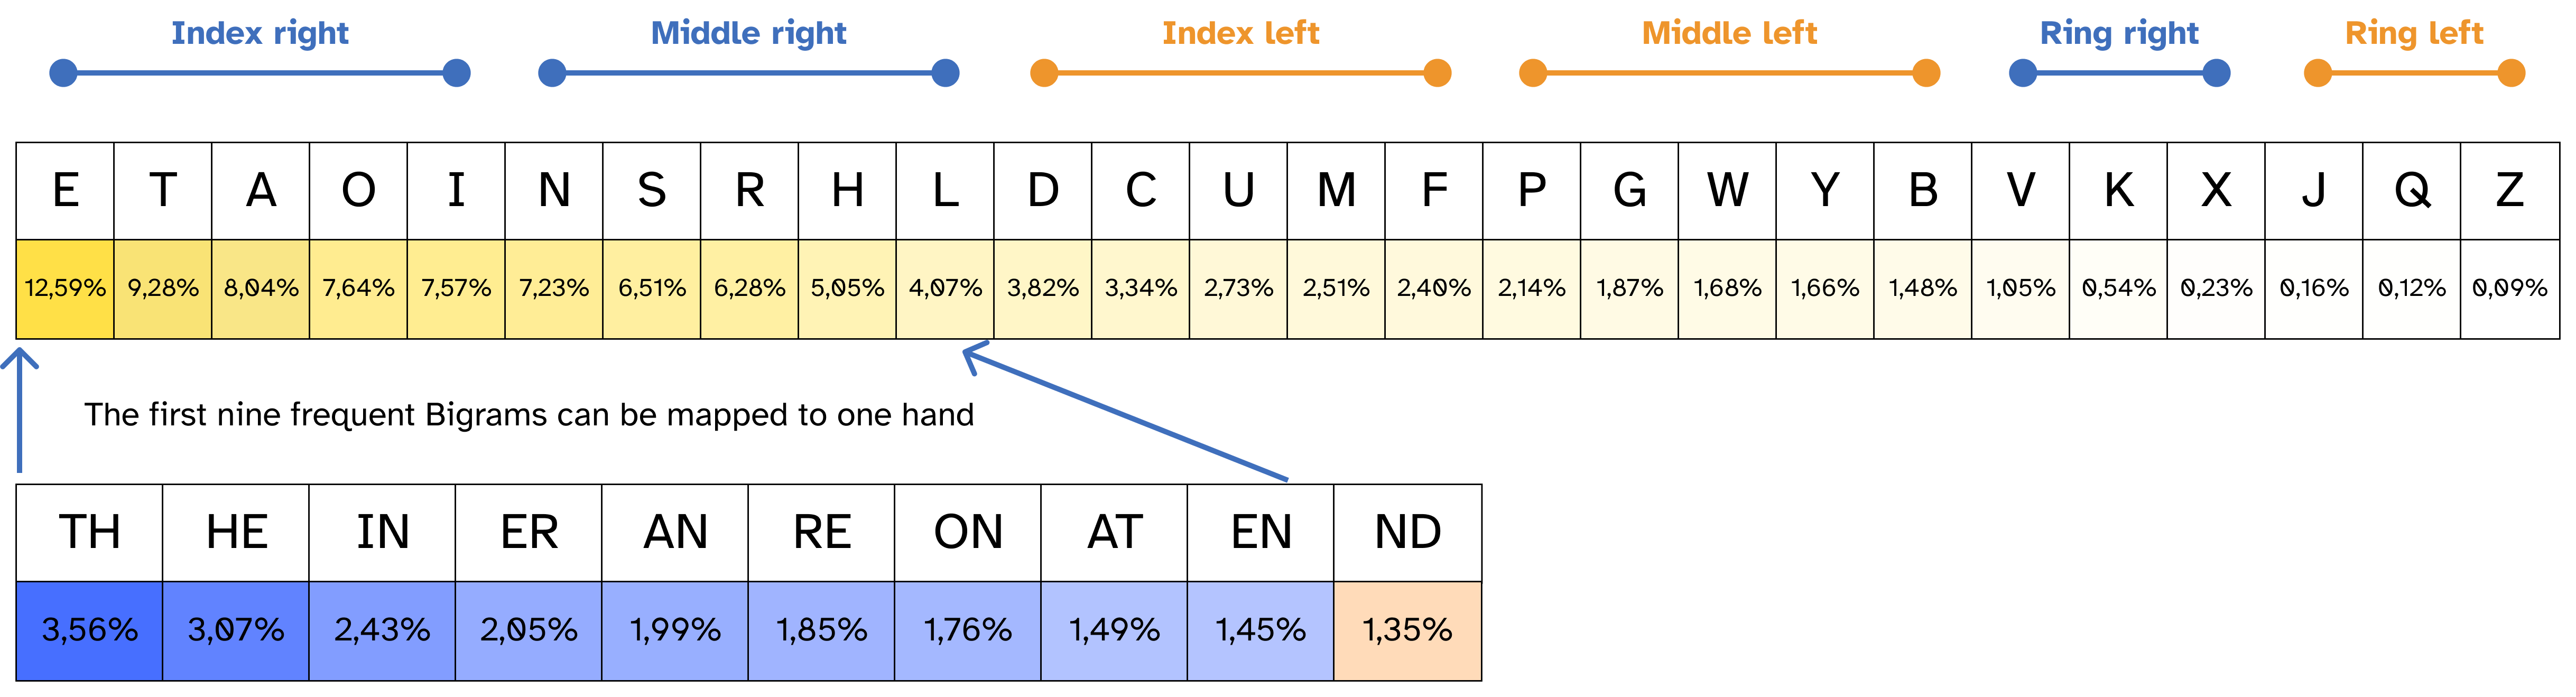 Index right Middle right Index left Middle left Ring right Ring left
E T A O I N S R H L D C U M F P G W Y B V K X J Q Z
12,59% 9,28% 8,04% 7,64% 7,57% 7,23% 6,51% 6,28% 5,05% 4,07% 3,82% 3,34% 2,73% 2,51% 2,40% 2,14% 1,87% 1,68% 1,66% 1,48% 1,05% 0,54% 0,23% 0,16% 0,12% 0,09%
The first nine frequent Bigrams can be mapped to one hand
TH HE IN ER AN RE ON AT EN ND
3,56% 3,07% 2,43% 2,05% 1,99% 1,85% 1,76% 1,49% 1,45% 1,35%